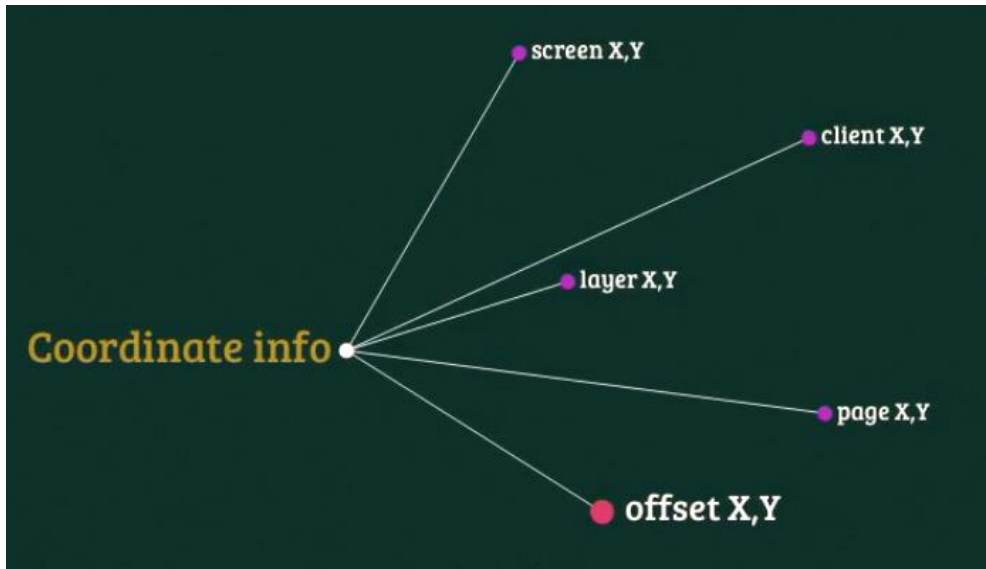 screen X,Y
client X,Y
layer X,Y
Coordinate info
page X,Y
offset X,Y